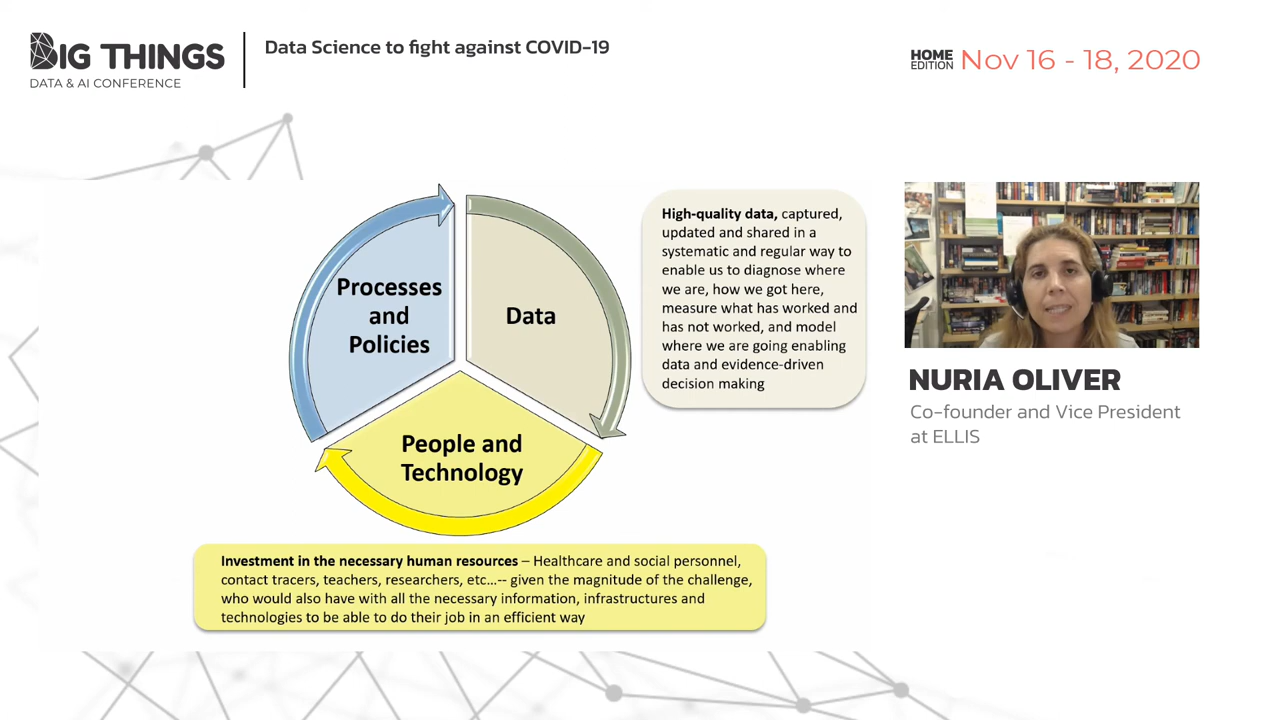 BIG THINGS
DATA & AI CONFERENCE
Data Science to fight against COVID-19
HOME
EDITION
Nov 16 - 18, 2020
Processes
and
Policies
Data
People and
Technology
High-quality data, captured,
updated and shared in a
systematic and regular way to
enable us to diagnose where
we are, how we got here,
measure what has worked and
has not worked, and model
where we are going enabling
data and evidence-driven
decision making
Investment in the necessary human resources – Healthcare and social personnel,
contact tracers, teachers, researchers, etc...-- given the magnitude of the challenge,
who would also have with all the necessary information, infrastructures and
technologies to be able to do their job in an efficient way
NURIA OLIVER
Co-founder and Vice President
at ELLIS